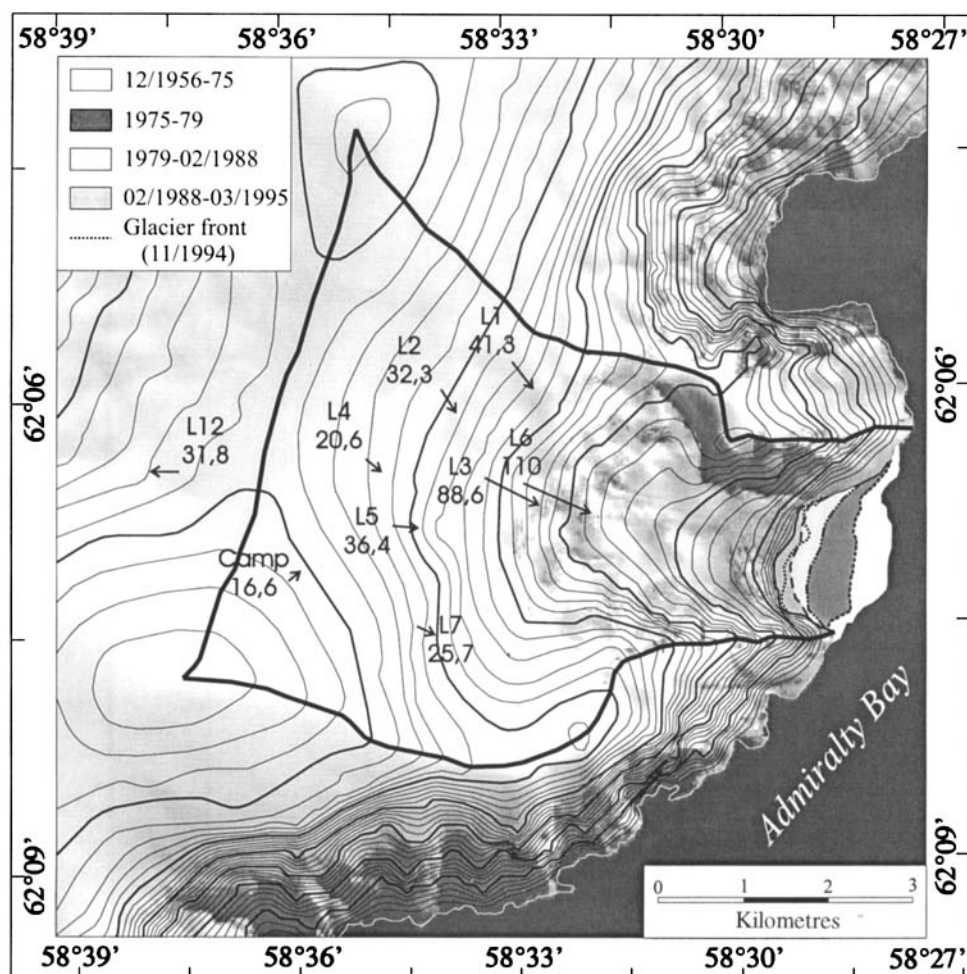 58°39' 58°36' 58°33' 58°30' 58°27'
12/1956-75
1975-79
1979-02/1988
02/1988-03/1995
Glacier front
(11/1994)
L1
41,3
L2
32,3
62°06'
62°06'
L4
20,6
L12
31,8
L6
110
L3
88,6
L5
36,4
Camp
16,6
L7
25,7
Admiralty Bay
62°09'
62°09'
0 1 2 3
Kilometres
58°39' 58°36' 58°33' 58°30' 58°27'